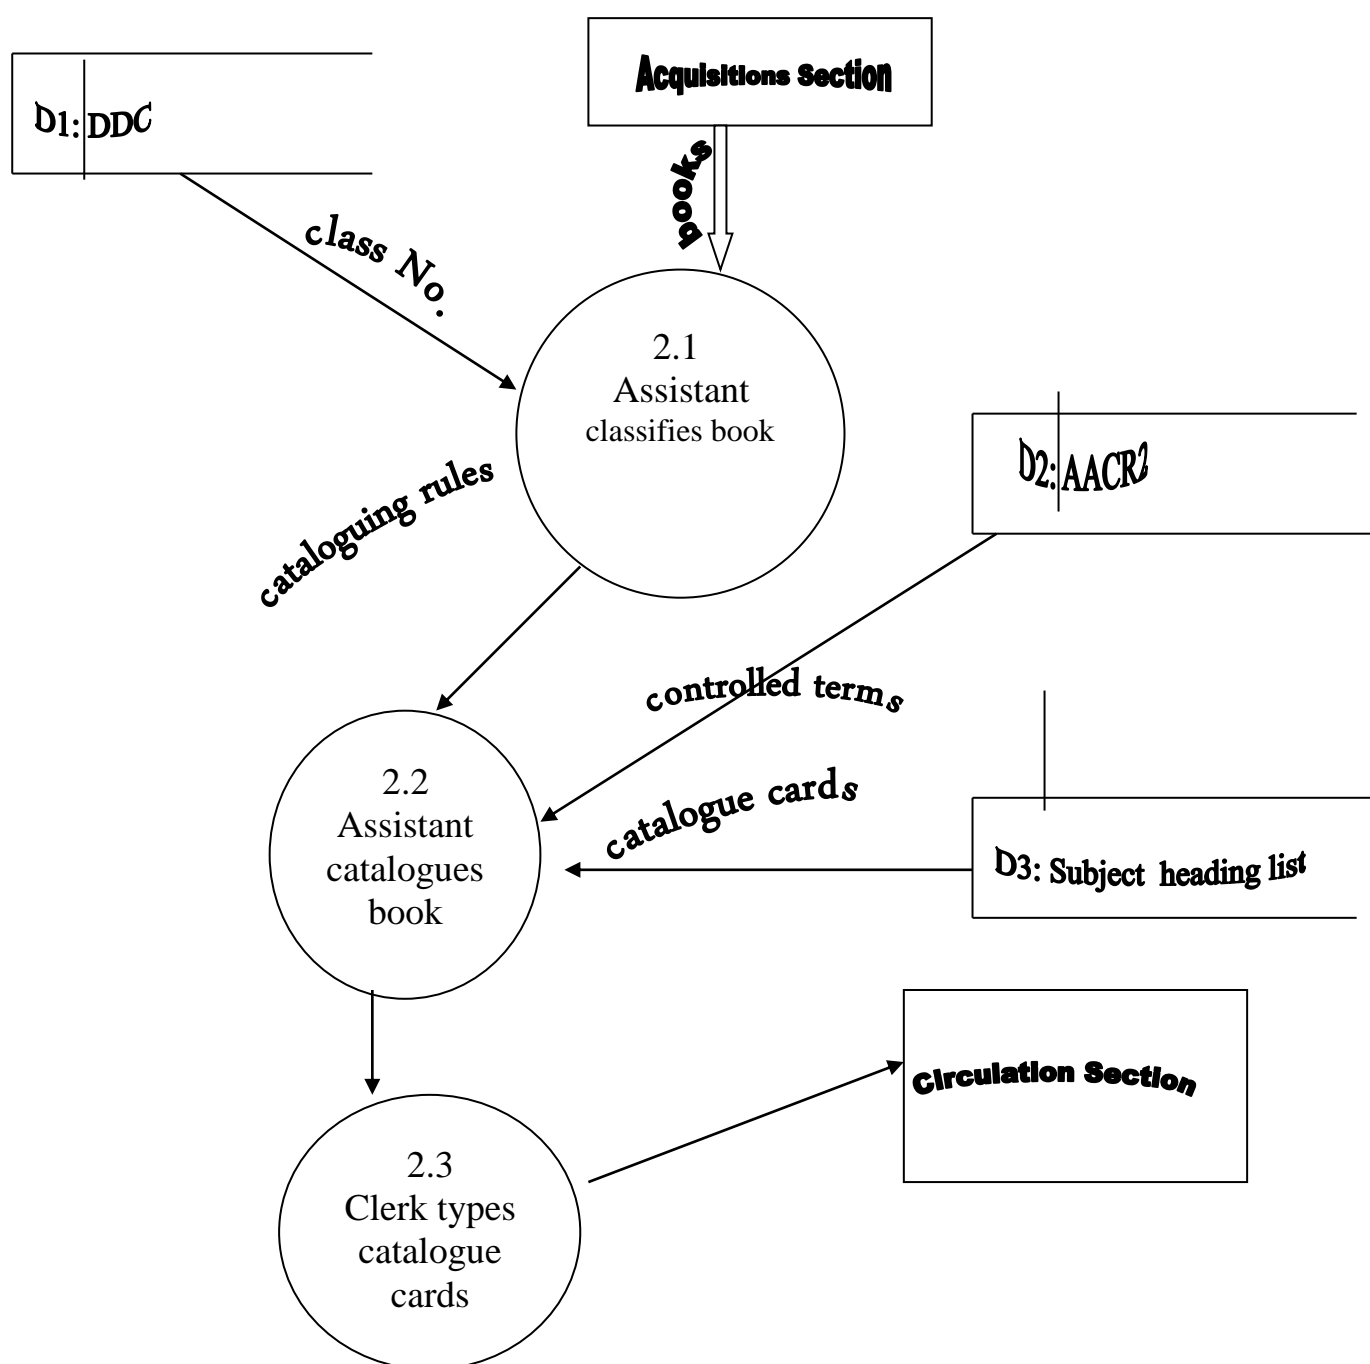 Acquisitions Section
D1: DDC
books
class No.
2.1
Assistant
classifies book
cataloguing rules
D2: AACR2
controlled terms
2.2
Assistant
catalogues
book
catalogue cards
D3: Subject heading list
Circulation Section
2.3
Clerk types
catalogue
cards